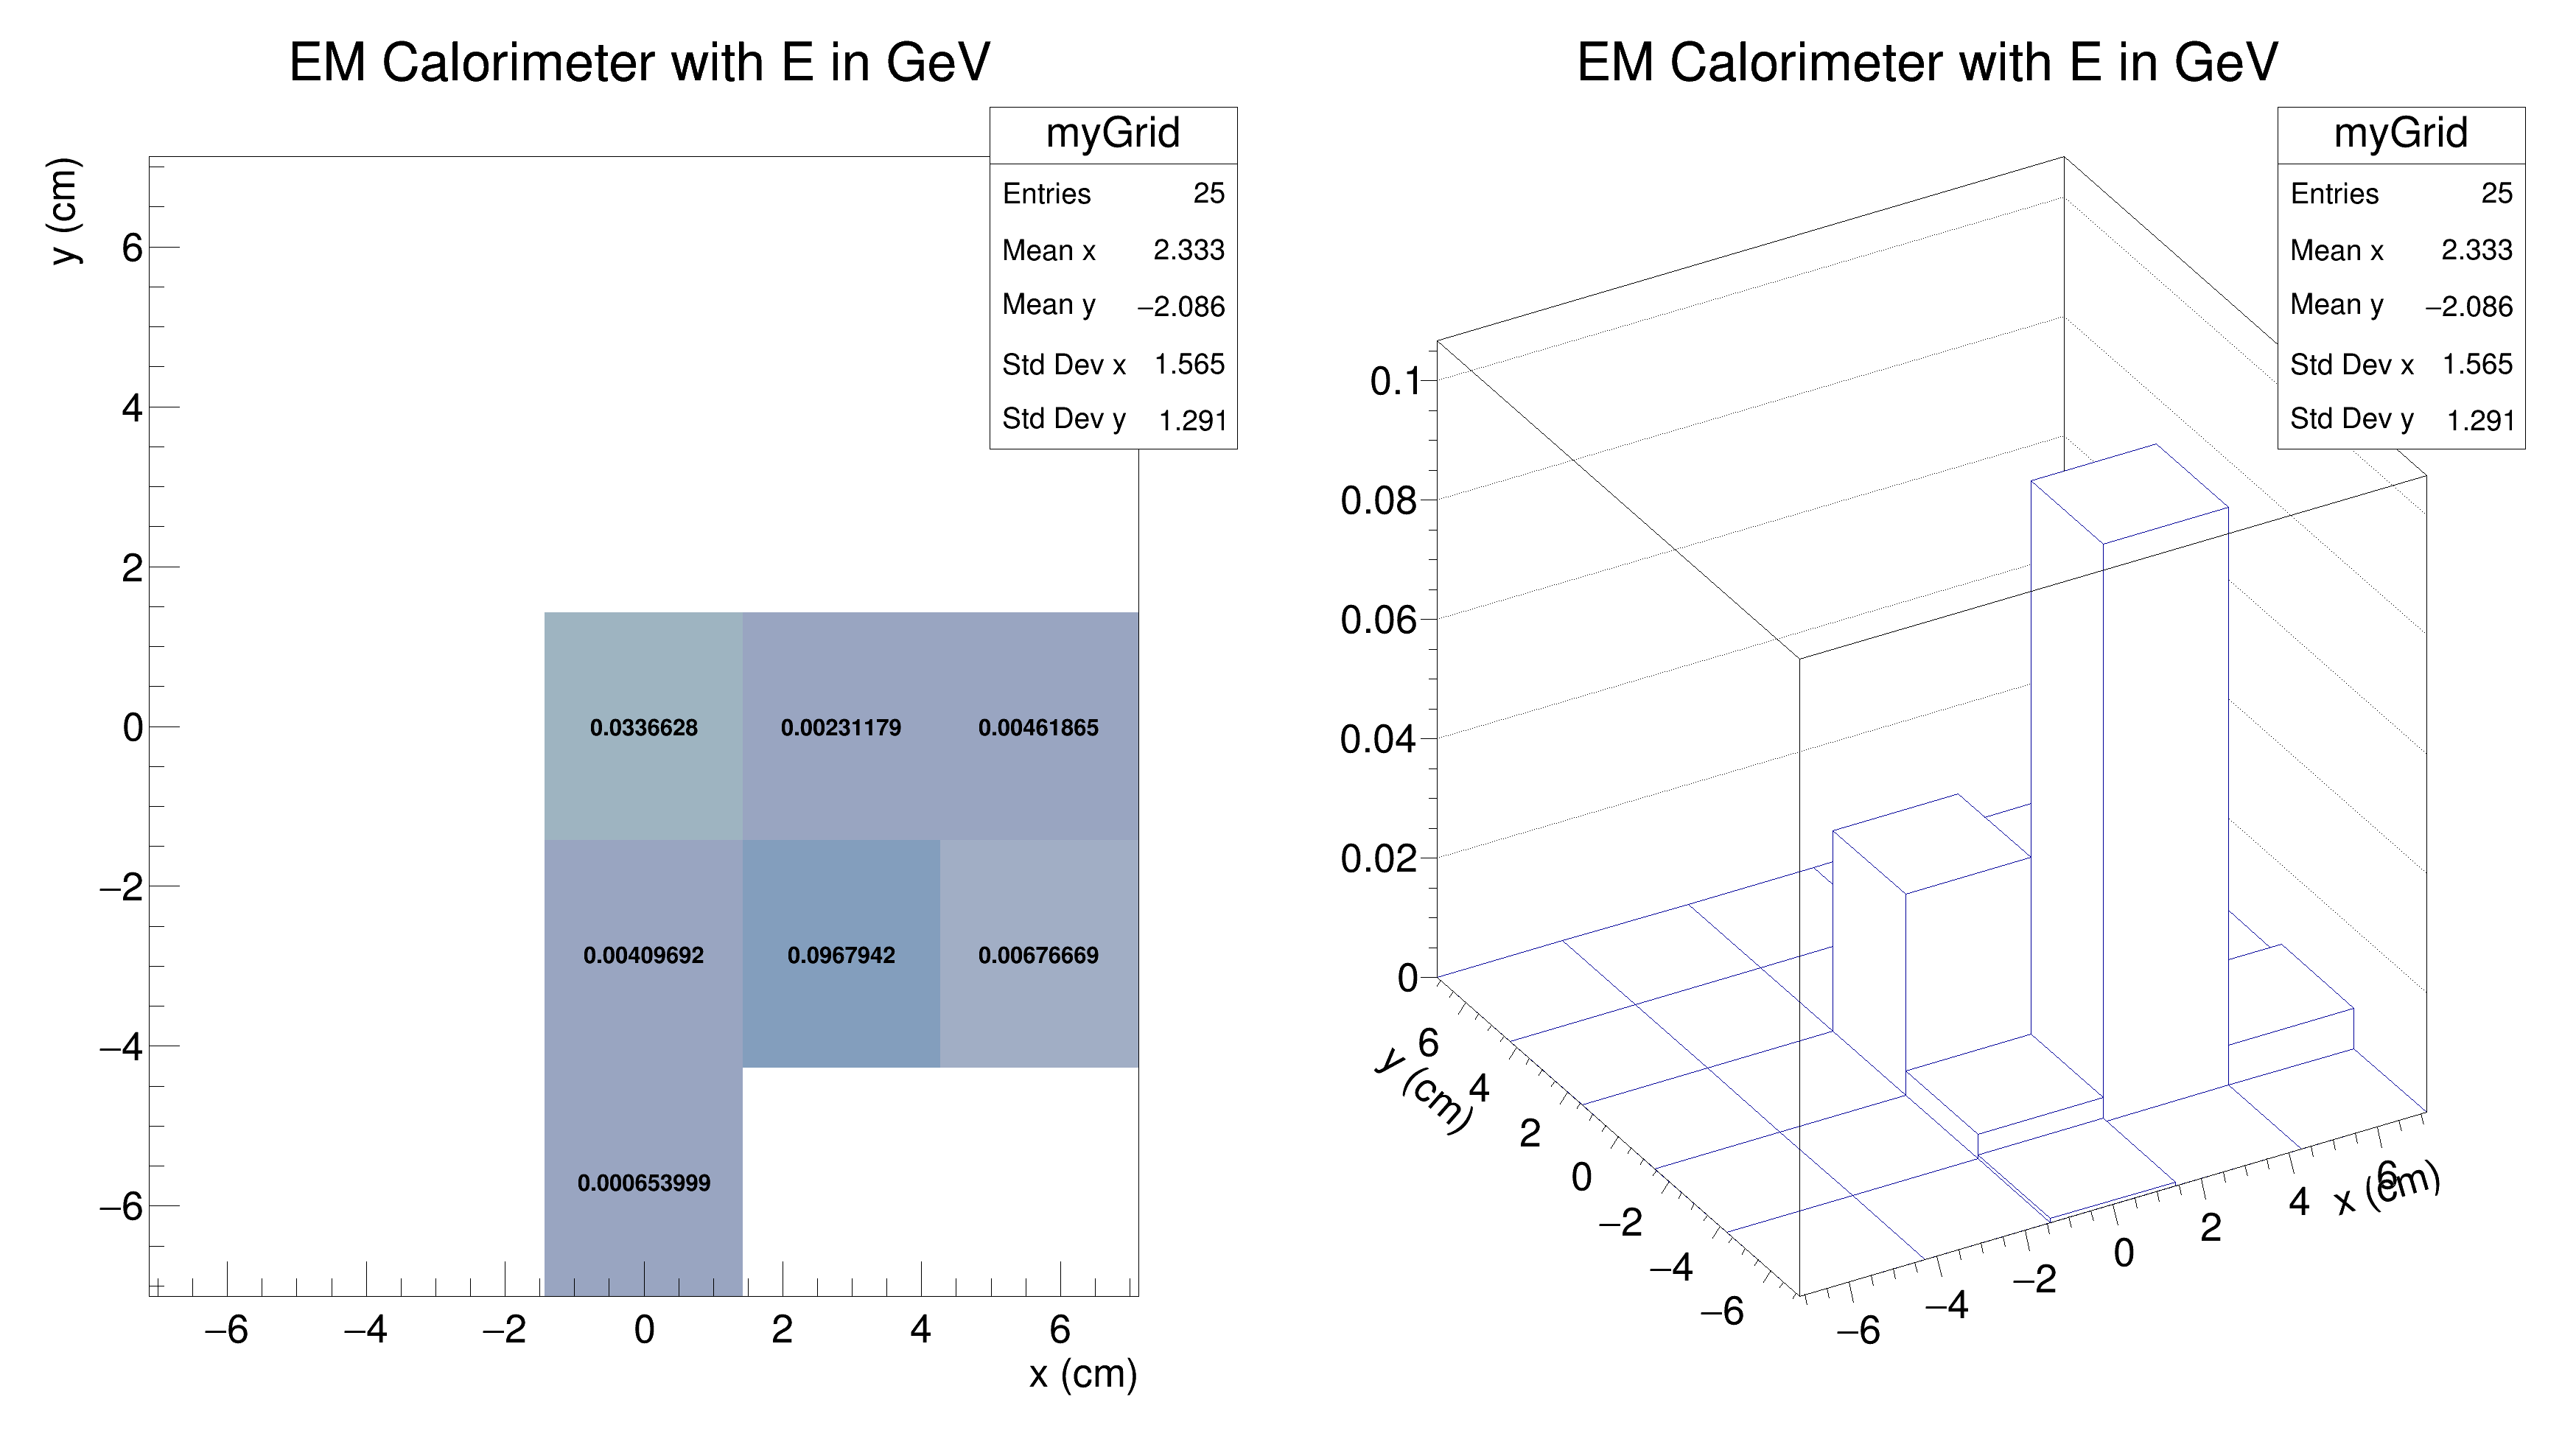 EM Calorimeter with E in GeV
myGrid
Entries 25
Mean x 2.333
Mean y −2.086
Std Dev x 1.565
Std Dev y 1.291
y (cm)
6
4
2
0
−2
−4
−6
0.0336628 0.00231179 0.00461865
0.00409692 0.0967942 0.00676669
0.000653999
−6 −4 −2 0 2 4 6
x (cm)
EM Calorimeter with E in GeV
myGrid
Entries 25
Mean x 2.333
Mean y −2.086
Std Dev x 1.565
Std Dev y 1.291
0.1
0.08
0.06
0.04
0.02
0
6
4
2
0
−2
−4
−6
y (cm)
−6 −4 −2 0 2 4 6
x (cm)